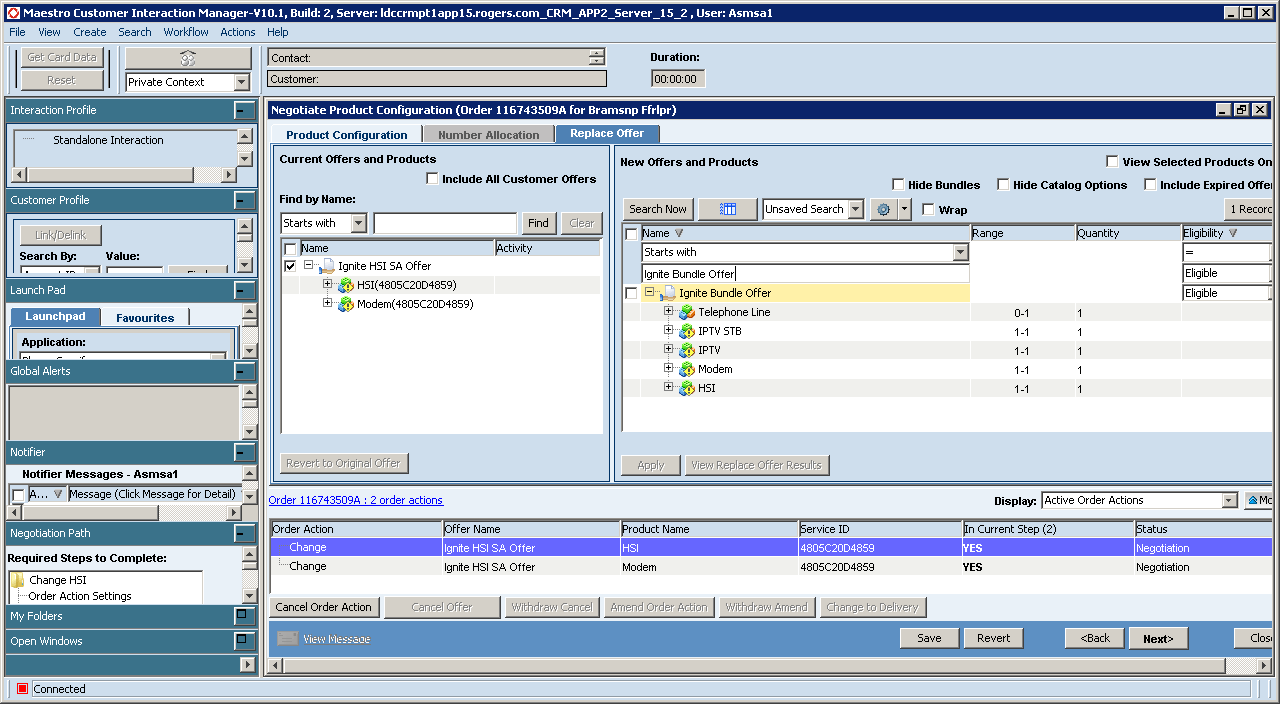 Maestro Customer Interaction Manager-V10.1, Build: 2, Server: ldccrmpt1app15.rogers.com_CRM_APP2_Server_15_2 , User: Asmsa1
File View Create Search Workflow Actions Help
Get Card Data
Reset
Private Context
Contact:
Customer:
Duration:
00:00:00
Interaction Profile
Standalone Interaction
Customer Profile
Link/Delink
Search By: Value:
Launch Pad
Launchpad Favourites
Application:
Global Alerts
Notifier
Notifier Messages - Asmsa1
A... Message (Click Message for Detail)
Negotiation Path
Required Steps to Complete:
Change HSI
Order Action Settings
My Folders
Open Windows
Negotiate Product Configuration (Order 116743509A for Bramsnp Ffrlpr)
Product Configuration Number Allocation Replace Offer
Current Offers and Products
Include All Customer Offers
Find by Name:
Starts with Find Clear
Name Activity
Ignite HSI SA Offer
HSI(4805C20D4859)
Modem(4805C20D4859)
Revert to Original Offer
New Offers and Products
View Selected Products On
Hide Bundles Hide Catalog Options Include Expired Offer
Search Now Unsaved Search Wrap 1 Recor
Name Range Quantity Eligibility
Starts with =
Ignite Bundle Offer Eligible
Ignite Bundle Offer Eligible
Telephone Line 0-1 1
IPTV STB 1-1 1
IPTV 1-1 1
Modem 1-1 1
HSI 1-1 1
Apply View Replace Offer Results
Order 116743509A : 2 order actions
Display: Active Order Actions Mo
Order Action Offer Name Product Name Service ID In Current Step (2) Status
Change Ignite HSI SA Offer HSI 4805C20D4859 YES Negotiation
Change Ignite HSI SA Offer Modem 4805C20D4859 YES Negotiation
Cancel Order Action Cancel Offer Withdraw Cancel Amend Order Action Withdraw Amend Change to Delivery
View Message Save Revert <Back Next> Clos
Connected